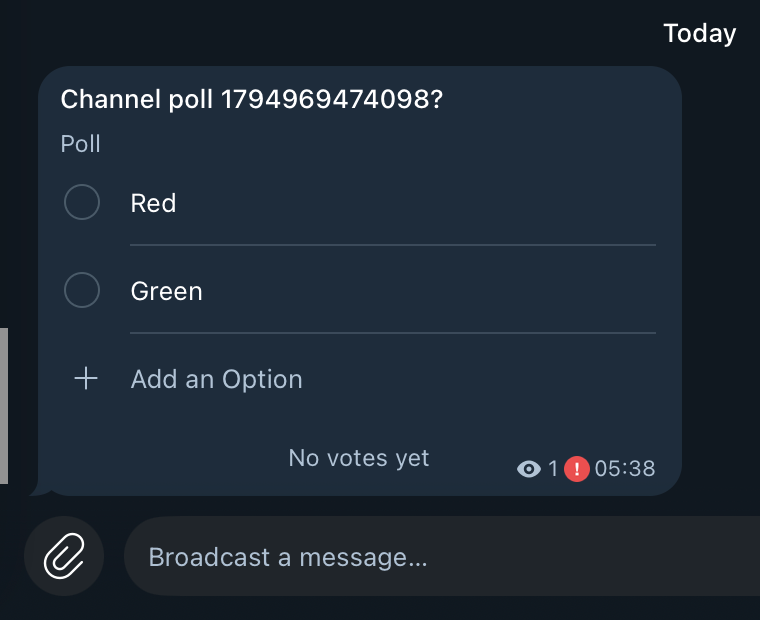 Today
Channel poll 1794969474098?
Poll
Red
Green
Add an Option
No votes yet
1 05:38
Broadcast a message...